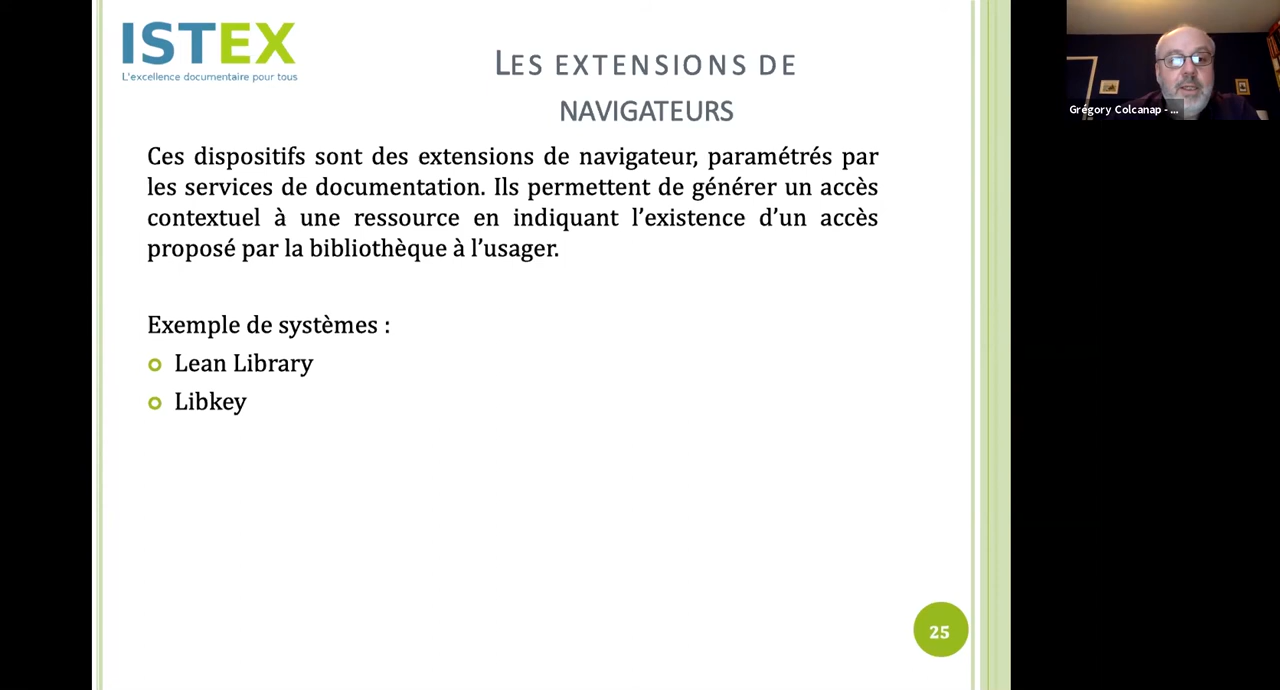 ISTEX
L'excellence documentaire pour tous
LES EXTENSIONS DE
NAVIGATEURS
Ces dispositifs sont des extensions de navigateur, paramétrés par
les services de documentation. Ils permettent de générer un accès
contextuel à une ressource en indiquant l’existence d’un accès
proposé par la bibliothèque à l’usager.
Exemple de systèmes :
Lean Library
Libkey
25
Grégory Colcanap - ...